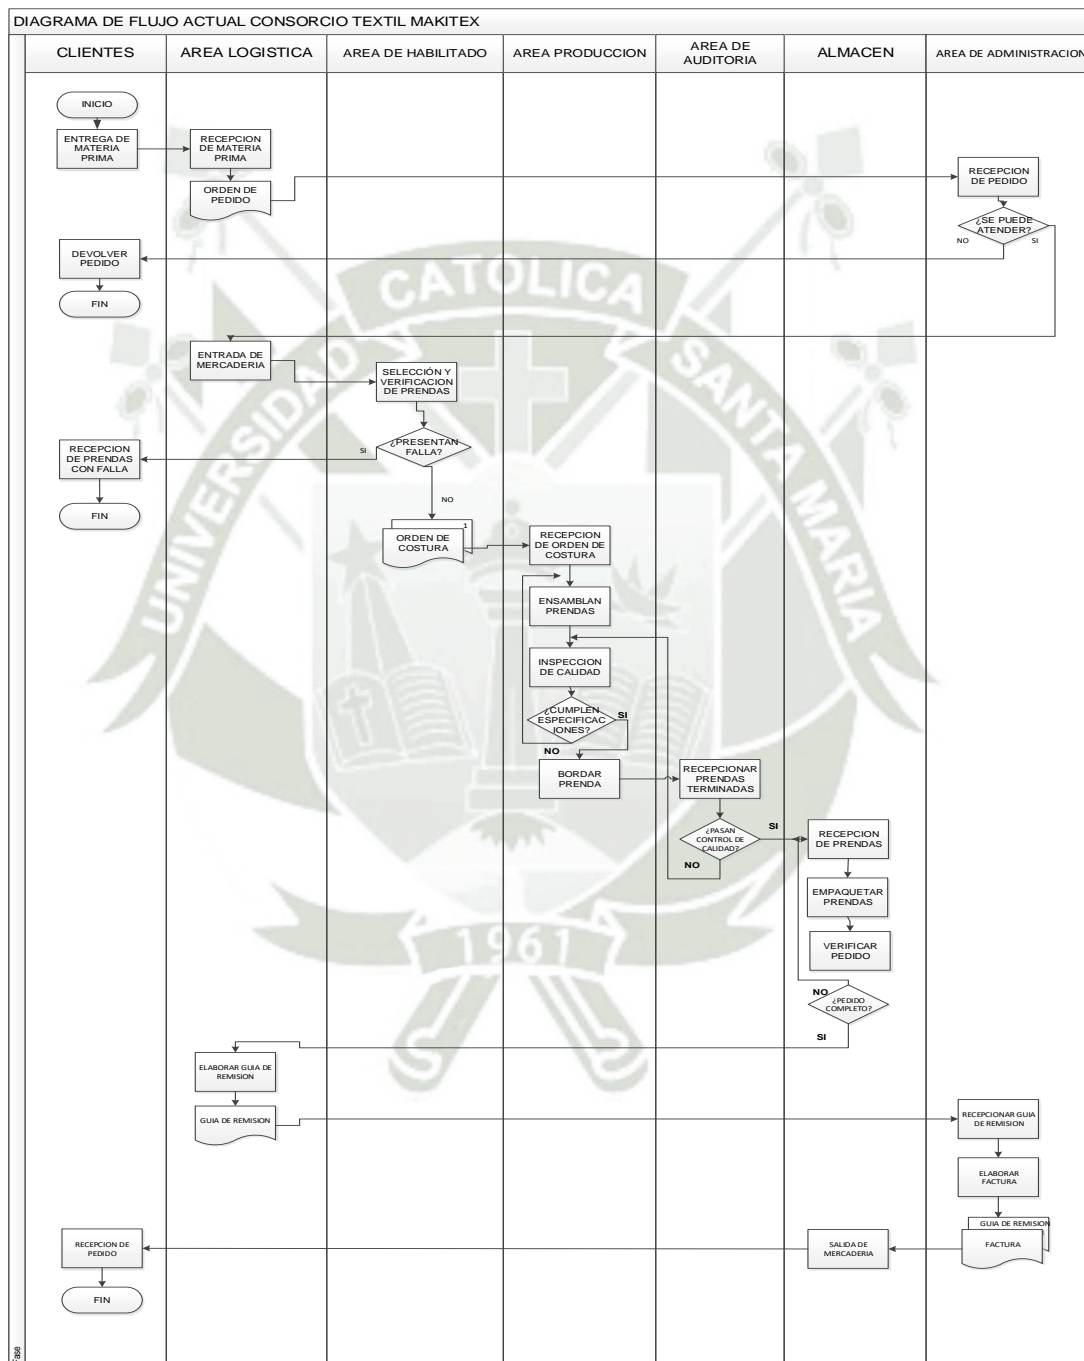 DIAGRAMA DE FLUJO ACTUAL CONSORCIO TEXTIL MAKITEX
CLIENTES
AREA LOGISTICA
AREA DE HABILITADO
AREA PRODUCCION
AREA DE
AUDITORIA
ALMACEN
AREA DE ADMINISTRACION
INICIO
ENTREGA DE
MATERIA
PRIMA
RECEPCION
DE MATERIA
PRIMA
ORDEN DE
PEDIDO
RECEPCION
DE PEDIDO
¿SE PUEDE
ATENDER?
NO
SI
DEVOLVER
PEDIDO
FIN
ENTRADA DE
MERCADERIA
SELECCIÓN Y
VERIFICACION
DE PRENDAS
¿PRESENTAN
FALLA?
SI
NO
RECEPCION
DE PRENDAS
CON FALLA
FIN
1
ORDEN DE
COSTURA
RECEPCION
DE ORDEN DE
COSTURA
ENSAMBLAN
PRENDAS
INSPECCION
DE CALIDAD
¿CUMPLEN
ESPECIFICAC
IONES?
SI
NO
BORDAR
PRENDA
RECEPCIONAR
PRENDAS
TERMINADAS
¿PASAN
CONTROL DE
CALIDAD?
SI
NO
RECEPCION
DE PRENDAS
EMPAQUETAR
PRENDAS
VERIFICAR
PEDIDO
NO
¿PEDIDO
COMPLETO?
SI
ELABORAR GUIA DE
REMISION
GUIA DE REMISION
RECEPCIONAR GUIA
DE REMISION
ELABORAR
FACTURA
GUIA DE REMISION
FACTURA
SALIDA DE
MERCADERIA
RECEPCION DE
PEDIDO
FIN
Fase
UNIVERSIDAD CATOLICA SANTA MARIA
1961